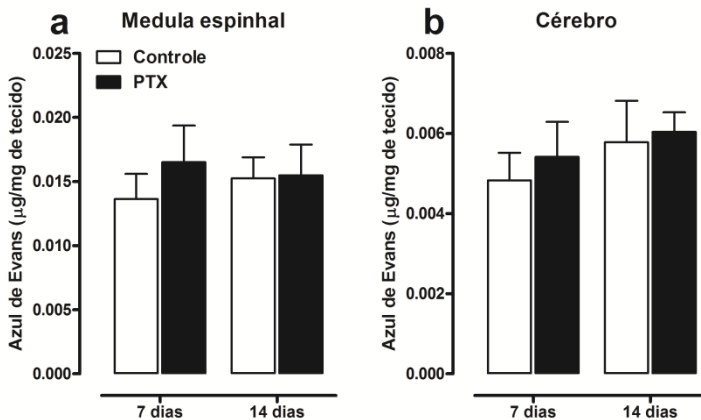 a Medula espinhal
Azul de Evans (µg/mg de tecido)
0.025
0.020
0.015
0.010
0.005
0.000
Controle
PTX
7 dias 14 dias
b Cérebro
Azul de Evans (µg/mg de tecido)
0.008
0.006
0.004
0.002
0.000
7 dias 14 dias